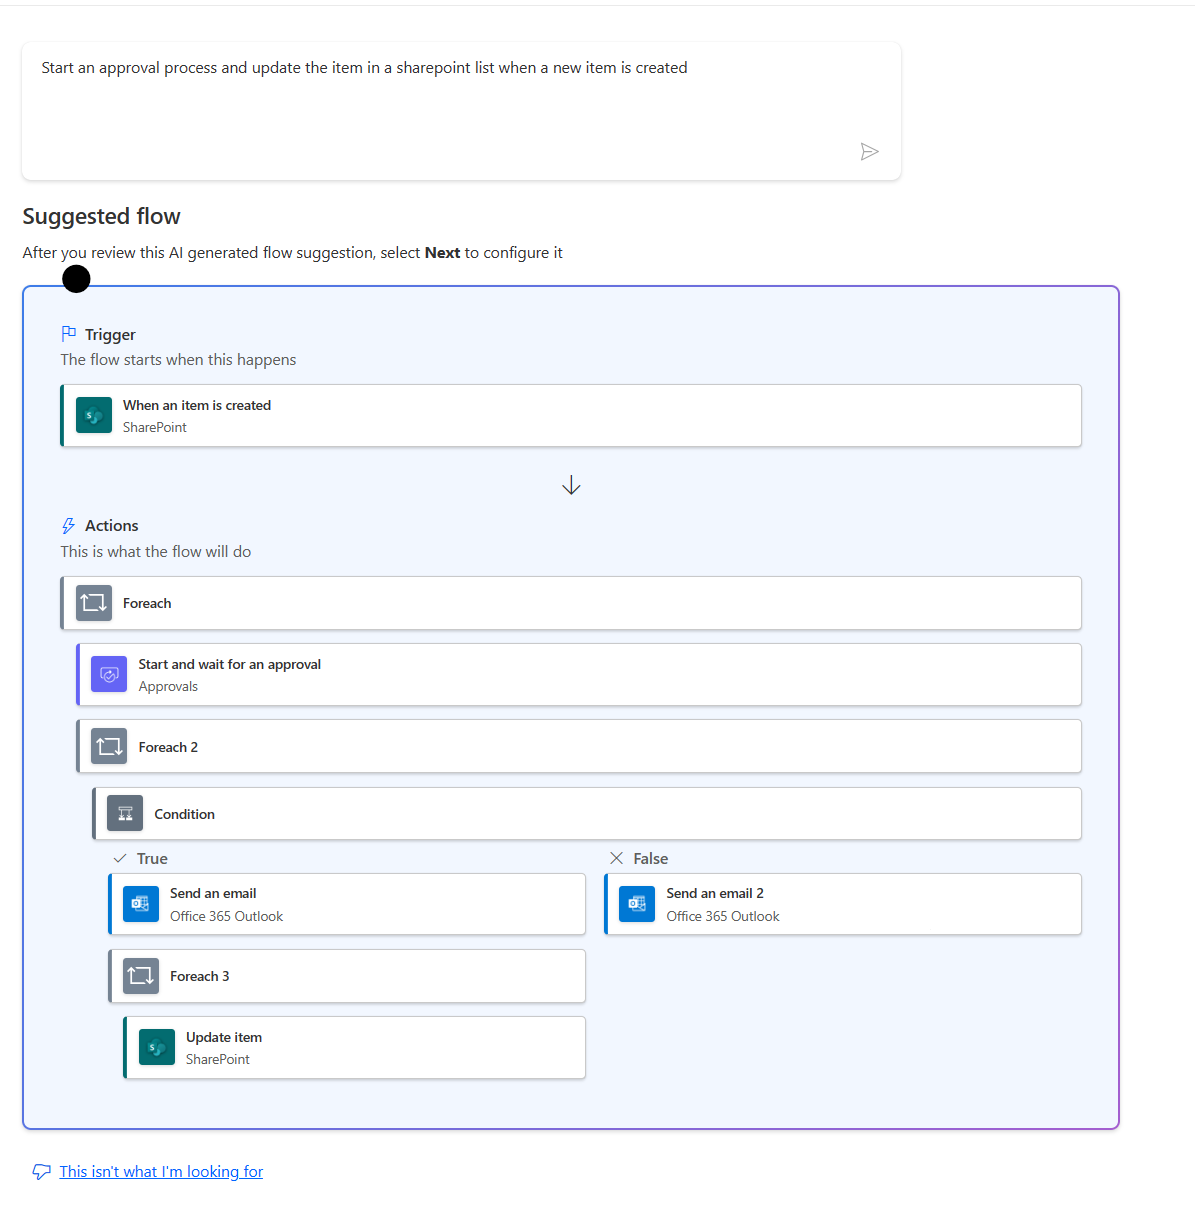 Start an approval process and update the item in a sharepoint list when a new item is created
Suggested flow
After you review this AI generated flow suggestion, select Next to configure it
Trigger
The flow starts when this happens
When an item is created
SharePoint
Actions
This is what the flow will do
Foreach
Start and wait for an approval
Approvals
Foreach 2
Condition
True
False
Send an email
Office 365 Outlook
Send an email 2
Office 365 Outlook
Foreach 3
Update item
SharePoint
This isn't what I'm looking for